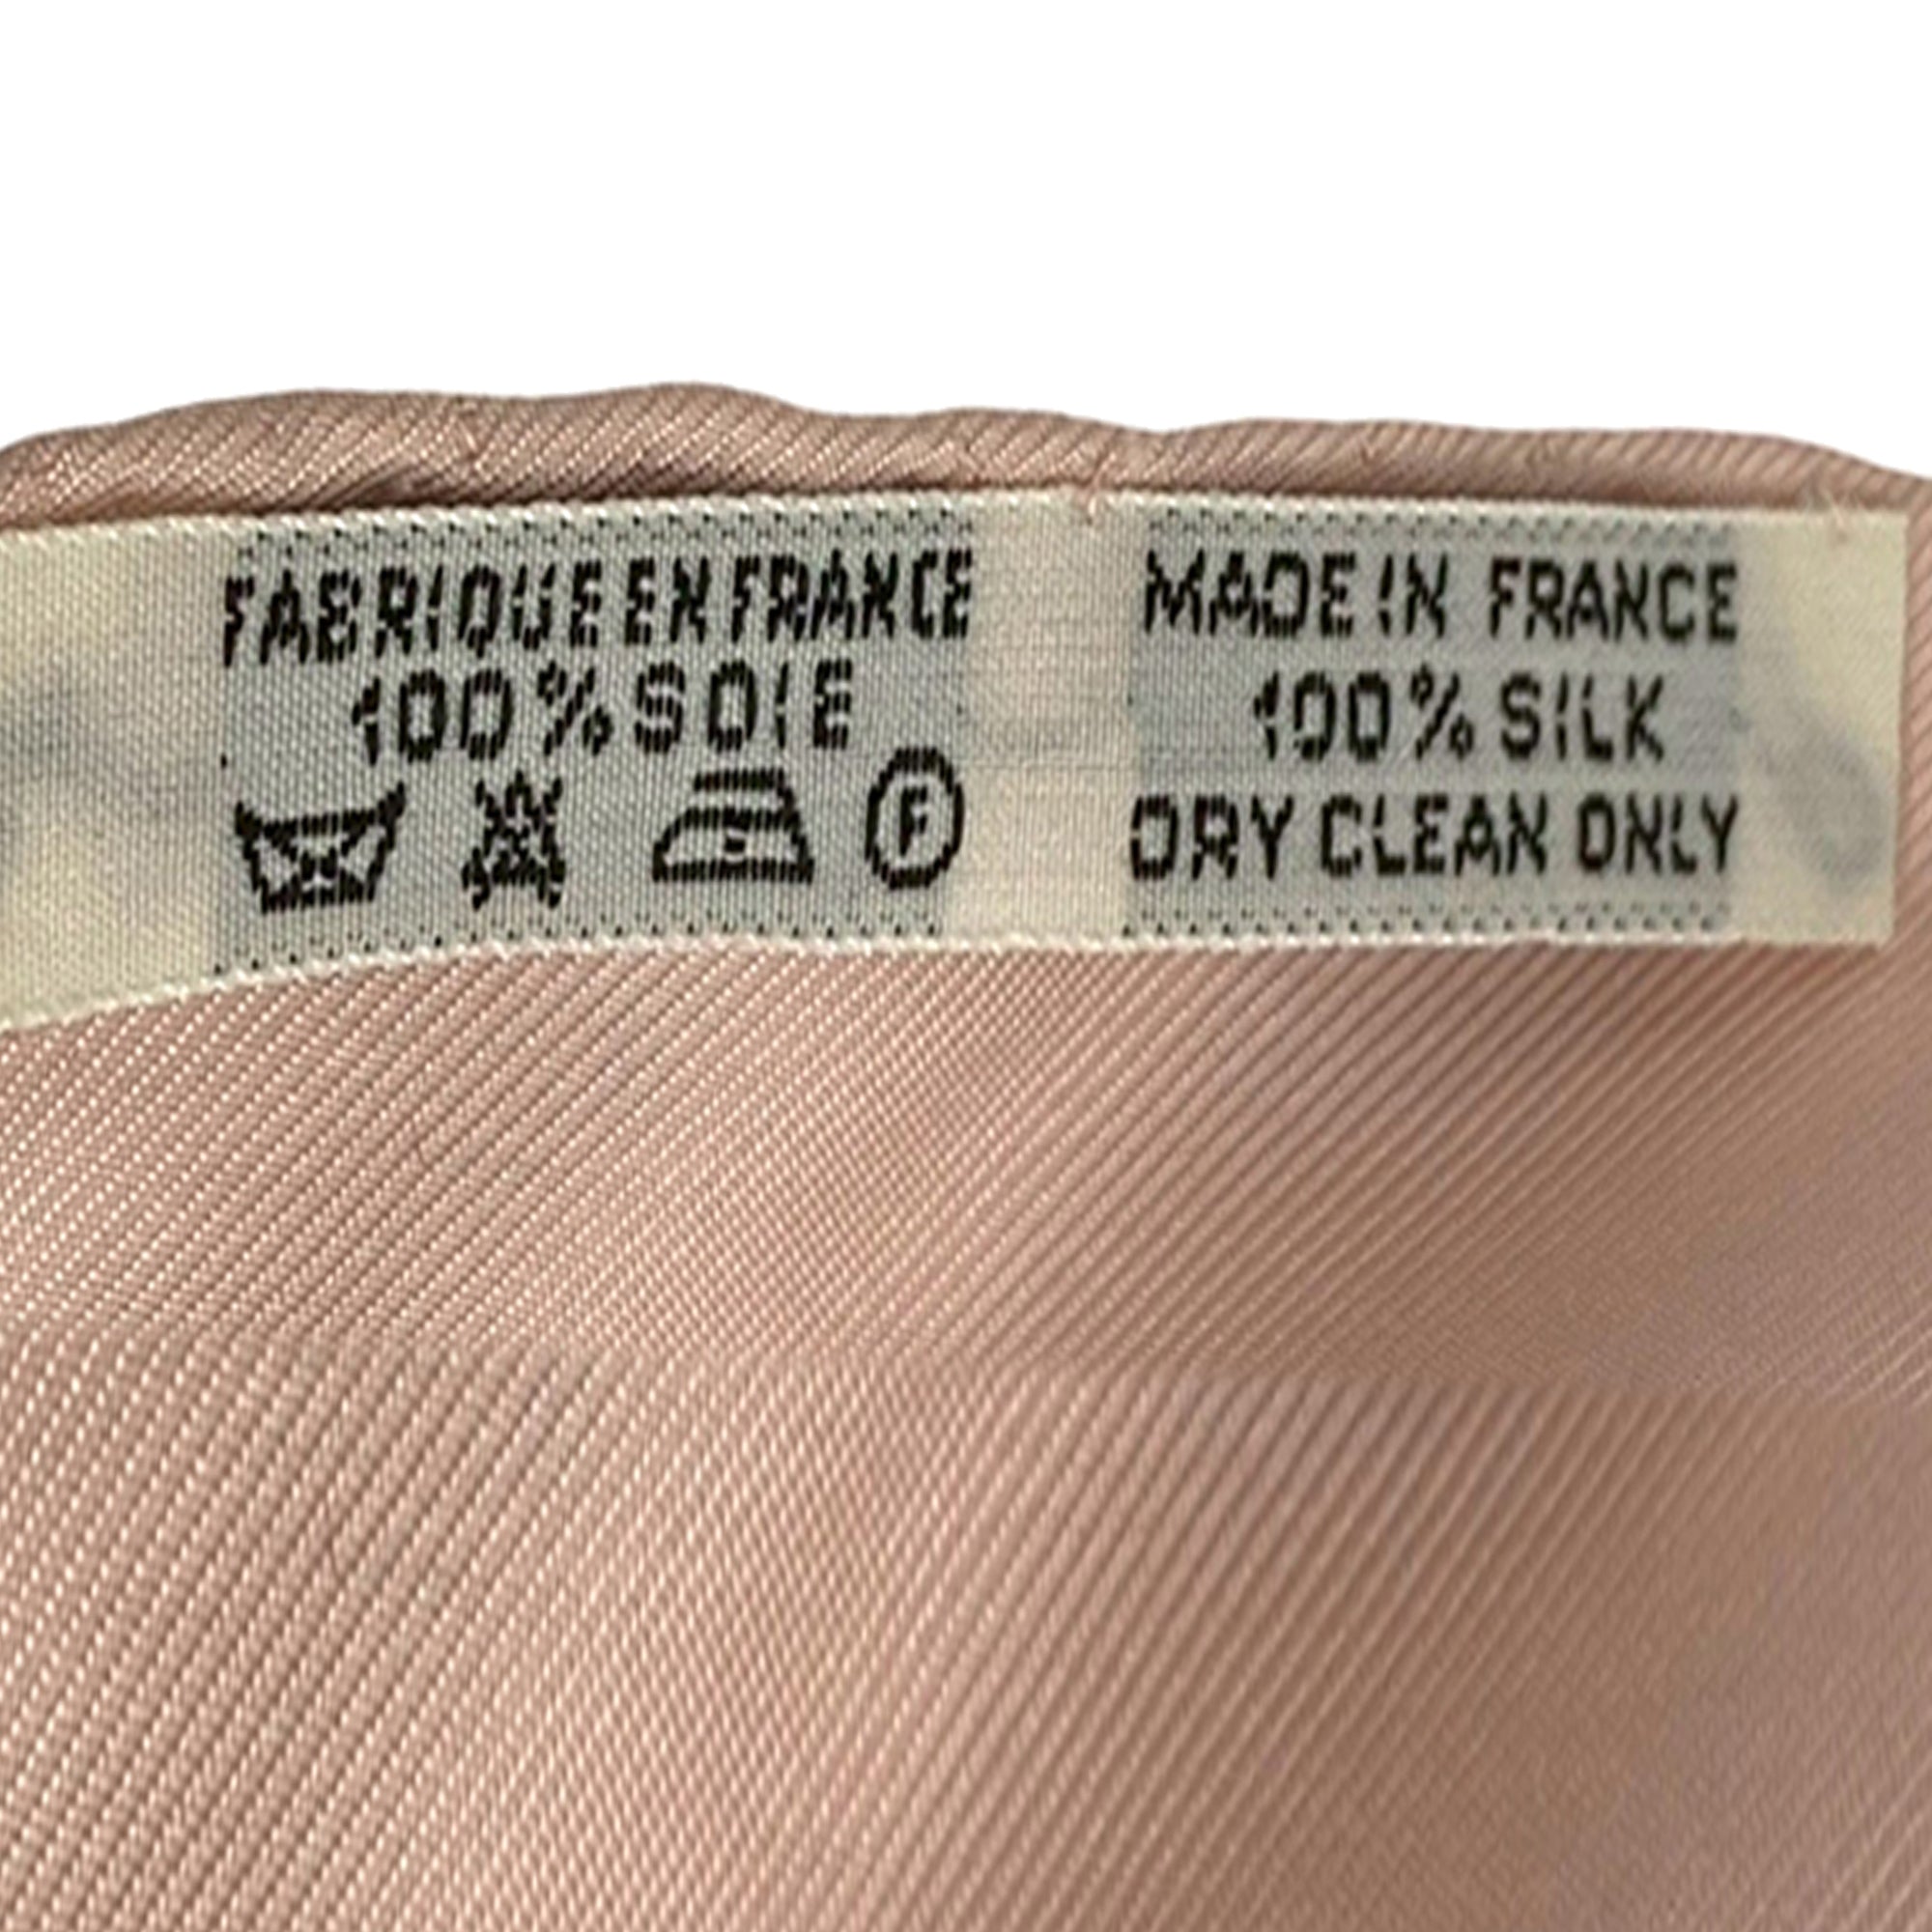 FABRIQUE EN FRANCE
100% SOIE
F
MADE IN FRANCE
100% SILK
DRY CLEAN ONLY